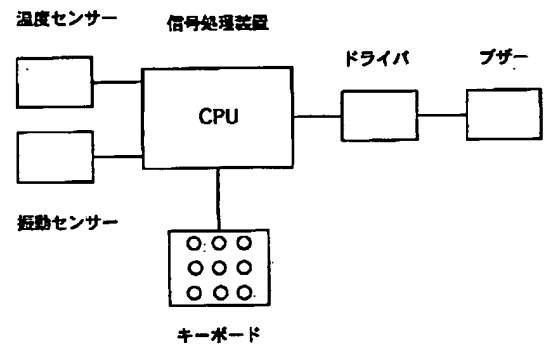 温度センサー
信号処理装置
ドライバ
ブザー
CPU
振動センサー
キーボード